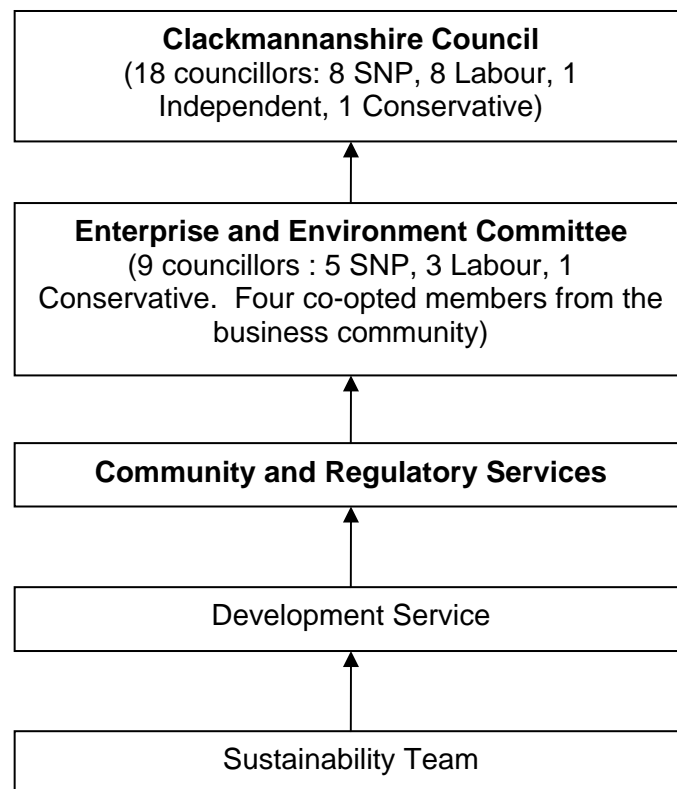 Clackmannanshire Council
(18 councillors: 8 SNP, 8 Labour, 1
Independent, 1 Conservative)
Enterprise and Environment Committee
(9 councillors : 5 SNP, 3 Labour, 1
Conservative.  Four co-opted members from the
business community)
Community and Regulatory Services
Development Service
Sustainability Team